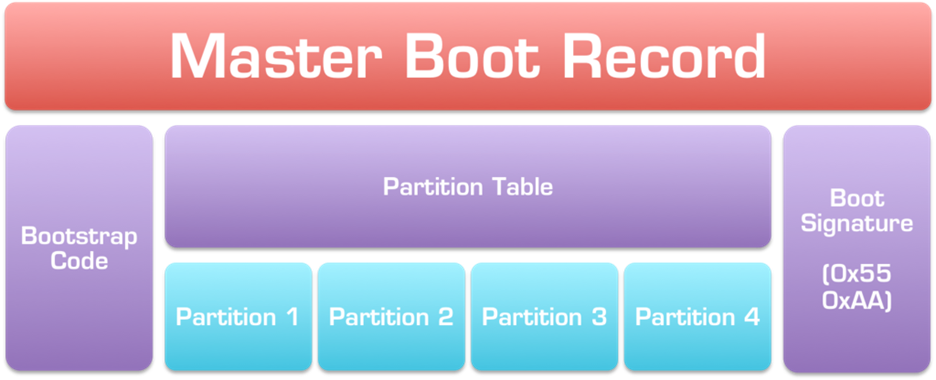 Master Boot Record
Bootstrap
Code
Partition Table
Partition 1
Partition 2
Partition 3
Partition 4
Boot
Signature
(0x55
0xAA)